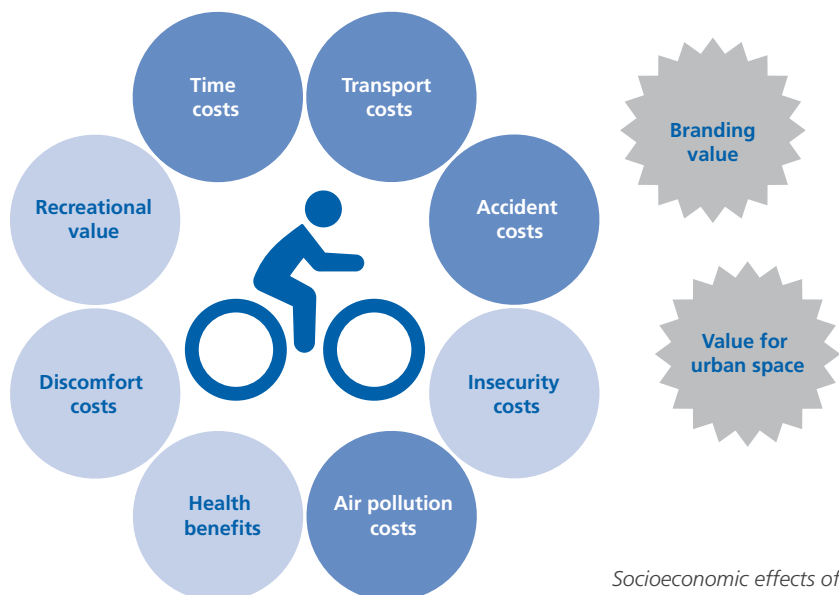 Time
costs
Transport
costs
Branding
value
Recreational
value
Accident
costs
Value for
urban space
Discomfort
costs
Insecurity
costs
Health
benefits
Air pollution
costs
Socioeconomic effects of